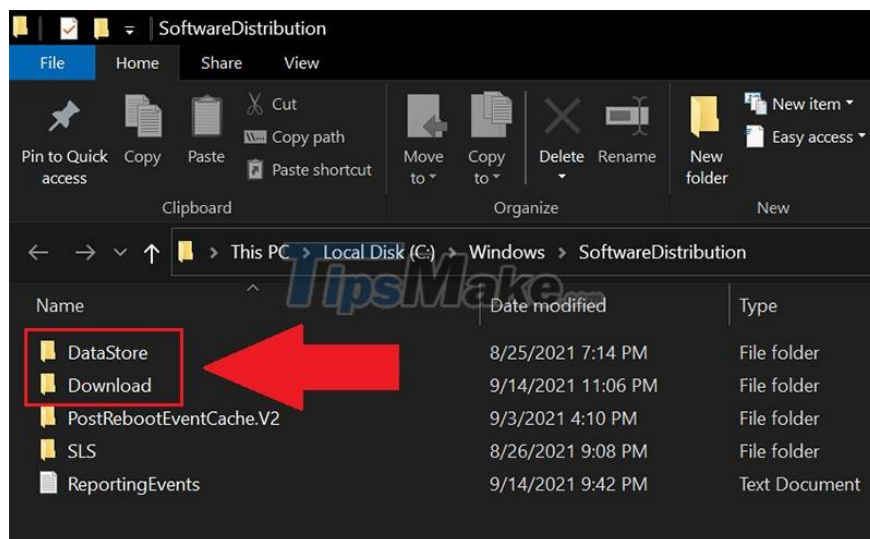 SoftwareDistribution
File Home Share View
Pin to Quick access
Copy
Paste
Cut
Copy path
Paste shortcut
Move to
Copy to
Delete
Rename
New folder
New item
Easy access
Clipboard Organize New
This PC > Local Disk (C:) > Windows > SoftwareDistribution
TipsMake.com
Name Date modified Type
DataStore 8/25/2021 7:14 PM File folder
Download 9/14/2021 11:06 PM File folder
PostRebootEventCache.V2 9/3/2021 4:10 PM File folder
SLS 8/26/2021 9:08 PM File folder
ReportingEvents 9/14/2021 9:42 PM Text Document